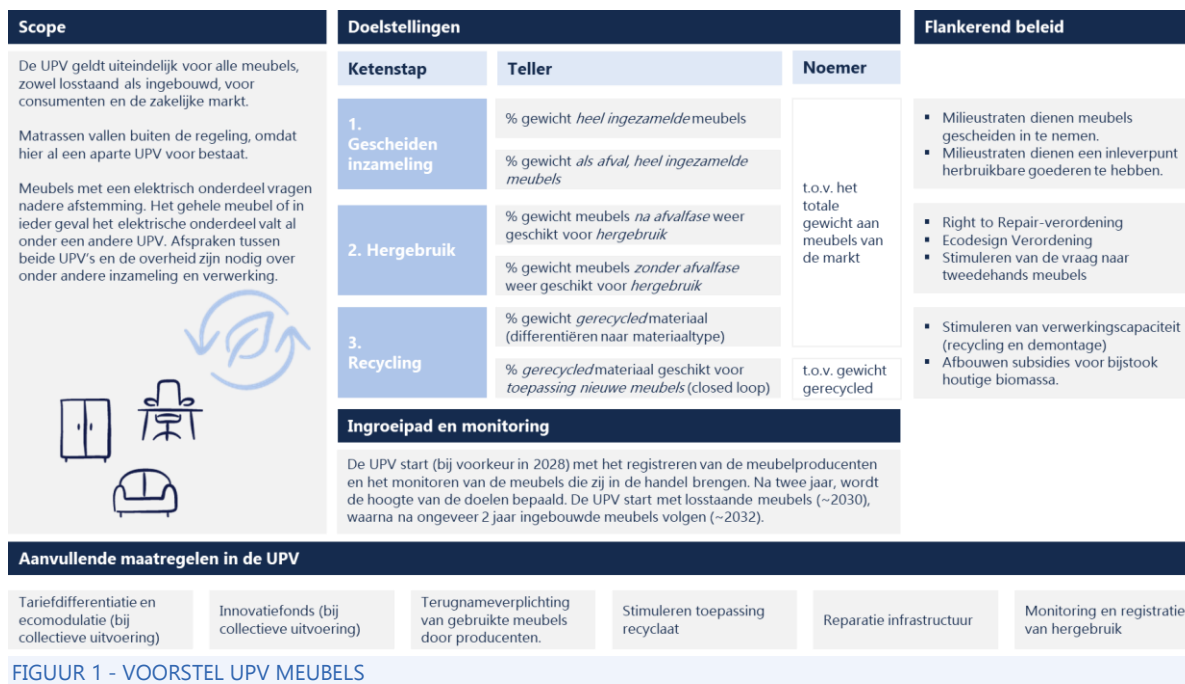 Scope
De UPV geldt uiteindelijk voor alle meubels,
zowel losstaand als ingebouwd, voor
consumenten en de zakelijke markt.
Matrassen vallen buiten de regeling, omdat
hier al een aparte UPV voor bestaat.
Meubels met een elektrisch onderdeel vragen
nadere afstemming. Het gehele meubel of in
ieder geval het elektrische onderdeel valt al
onder een andere UPV. Afspraken tussen
beide UPV's en de overheid zijn nodig over
onder andere inzameling en verwerking.
Doelstellingen
Ketenstap
Teller
Noemer
1.
Gescheiden
inzameling
% gewicht heel ingezamelde meubels
% gewicht als afval, heel ingezamelde
meubels
2. Hergebruik
% gewicht meubels na afvalfase weer
geschikt voor hergebruik
% gewicht meubels zonder afvalfase
weer geschikt voor hergebruik
3.
Recycling
% gewicht gerecycled materiaal
(differentiëren naar materiaaltype)
% gerecycled materiaal geschikt voor
toepassing nieuwe meubels (closed loop)
t.o.v. het
totale
gewicht aan
meubels van
de markt
t.o.v. gewicht
gerecycled
Flankerend beleid
▪ Milieustraten dienen meubels
gescheiden in te nemen.
▪ Milieustraten dienen een inleverpunt
herbruikbare goederen te hebben.
▪ Right to Repair-verordening
▪ Ecodesign Verordening
▪ Stimuleren van de vraag naar
tweedehands meubels
▪ Stimuleren van verwerkingscapaciteit
(recycling en demontage)
▪ Afbouwen subsidies voor bijstook
houtige biomassa.
Ingroeipad en monitoring
De UPV start (bij voorkeur in 2028) met het registreren van de meubelproducenten
en het monitoren van de meubels die zij in de handel brengen. Na twee jaar, wordt
de hoogte van de doelen bepaald. De UPV start met losstaande meubels (~2030),
waarna na ongeveer 2 jaar ingebouwde meubels volgen (~2032).
Aanvullende maatregelen in de UPV
Tariefdifferentiatie en
ecomodulatie (bij
collectieve uitvoering)
Innovatiefonds (bij
collectieve uitvoering)
Terugnameverplichting
van gebruikte meubels
door producenten.
Stimuleren toepassing
recyclaat
Reparatie infrastructuur
Monitoring en registratie
van hergebruik
FIGUUR 1 - VOORSTEL UPV MEUBELS